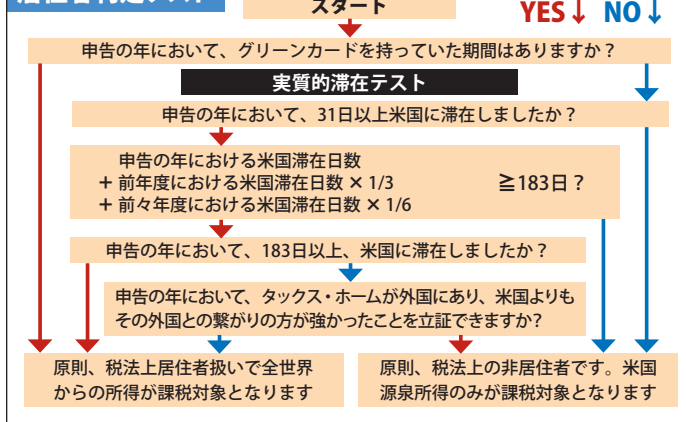 スタート
YES↓ NO↓
申告の年において、グリーンカードを持っていた期間はありますか？
実質的滞在テスト
申告の年において、31日以上米国に滞在しましたか？
申告の年における米国滞在日数
＋ 前年度における米国滞在日数 × 1/3 ≧183日？
＋ 前々年度における米国滞在日数 × 1/6
申告の年において、183日以上、米国に滞在しましたか？
申告の年において、タックス・ホームが外国にあり、米国よりも
その外国との繋がりの方が強かったことを立証できますか？
原則、税法上居住者扱いで全世界
からの所得が課税対象となります
原則、税法上の非居住者です。米国
源泉所得のみが課税対象となります